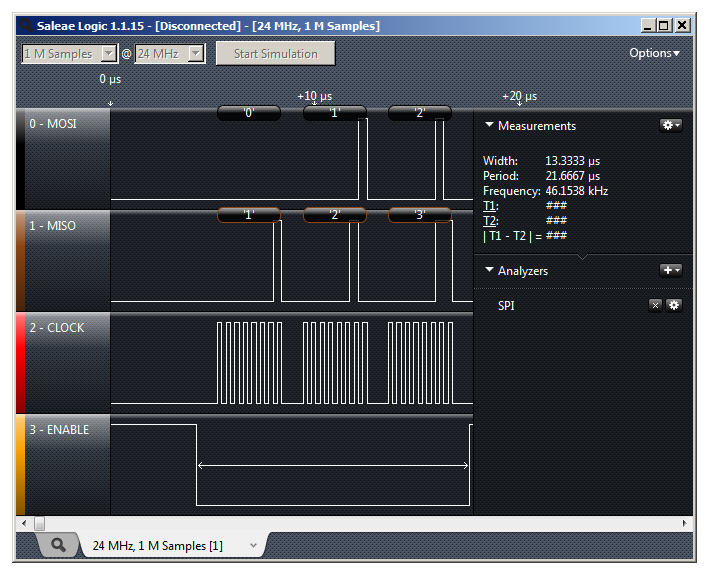 Saleae Logic 1.1.15 - [Disconnected] - [24 MHz, 1 M Samples]
1 M Samples @ 24 MHz Start Simulation Options
0 µs
+10 µs +20 µs
0 - MOSI '0' '1' '2'
Measurements
Width: 13.3333 µs
Period: 21.6667 µs
Frequency: 46.1538 kHz
T1: ###
T2: ###
| T1 - T2 | = ###
1 - MISO '1' '2' '3'
Analyzers
SPI
2 - CLOCK
3 - ENABLE
24 MHz, 1 M Samples [1]